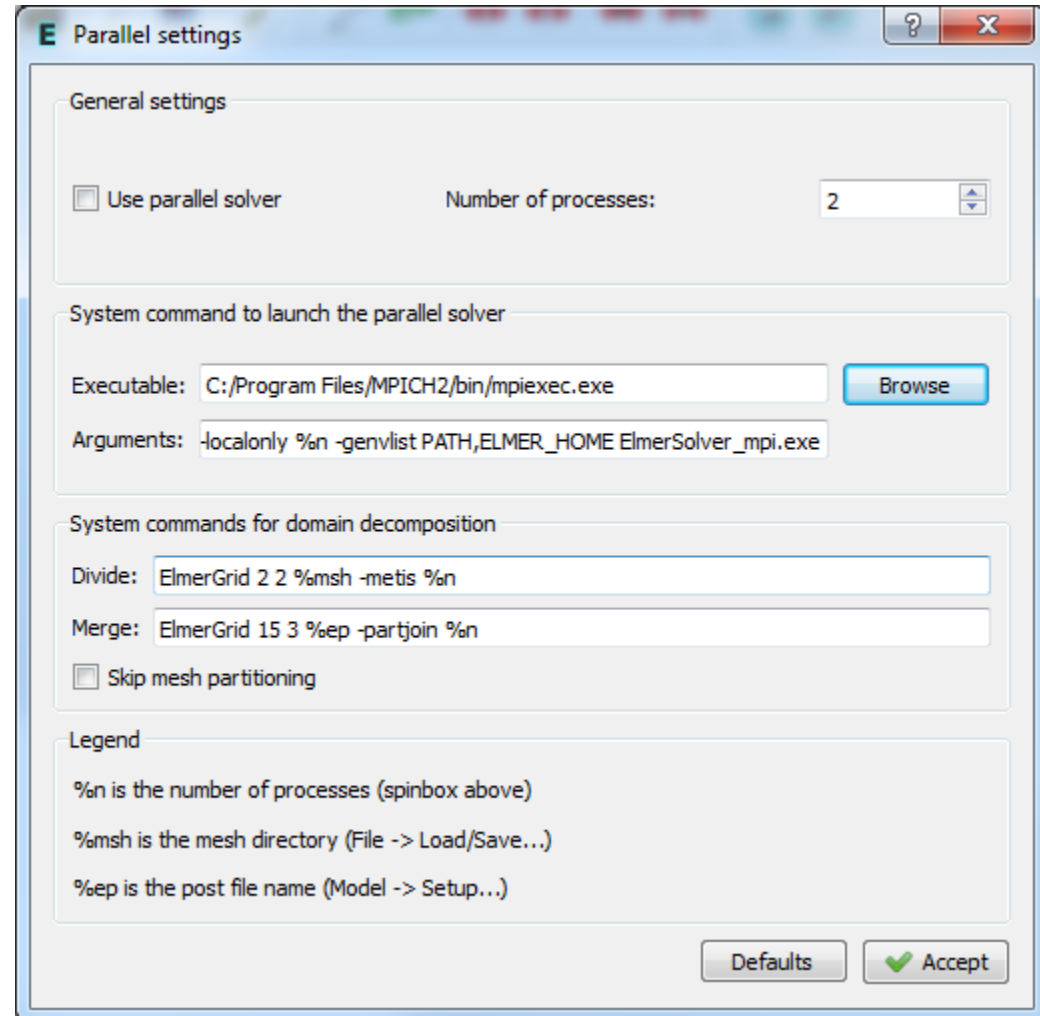 E Parallel settings
?
General settings
Use parallel solver Number of processes: 2
System command to launch the parallel solver
Executable: C:/Program Files/MPICH2/bin/mpiexec.exe Browse
Arguments: -localonly %n -genvlist PATH,ELMER_HOME ElmerSolver_mpi.exe
System commands for domain decomposition
Divide: ElmerGrid 2 2 %msh -metis %n
Merge: ElmerGrid 15 3 %ep -partjoin %n
Skip mesh partitioning
Legend
%n is the number of processes (spinbox above)
%msh is the mesh directory (File -> Load/Save...)
%ep is the post file name (Model -> Setup...)
Defaults Accept